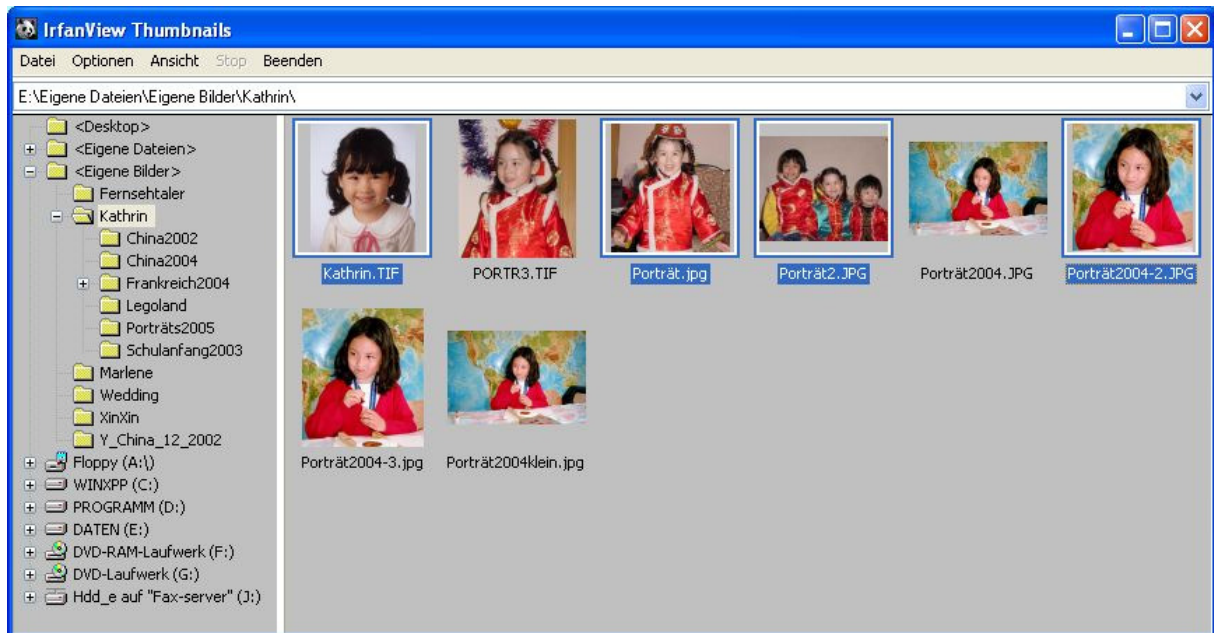 IrfanView Thumbnails
Datei Optionen Ansicht Stop Beenden
E:\Eigene Dateien\Eigene Bilder\Kathrin\
<Desktop>
<Eigene Dateien>
<Eigene Bilder>
Fernsehtaler
Kathrin
China2002
China2004
Frankreich2004
Legoland
Porträts2005
Schulanfang2003
Marlene
Wedding
XinXin
Y_China_12_2002
Floppy (A:\)
WINXPP (C:)
PROGRAMM (D:)
DATEN (E:)
DVD-RAM-Laufwerk (F:)
DVD-Laufwerk (G:)
Hdd_e auf "Fax-server" (J:)
Kathrin.TIF PORTR3.TIF Porträt.jpg Porträt2.JPG Porträt2004.JPG Porträt2004-2.JPG
Porträt2004-3.jpg Porträt2004klein.jpg